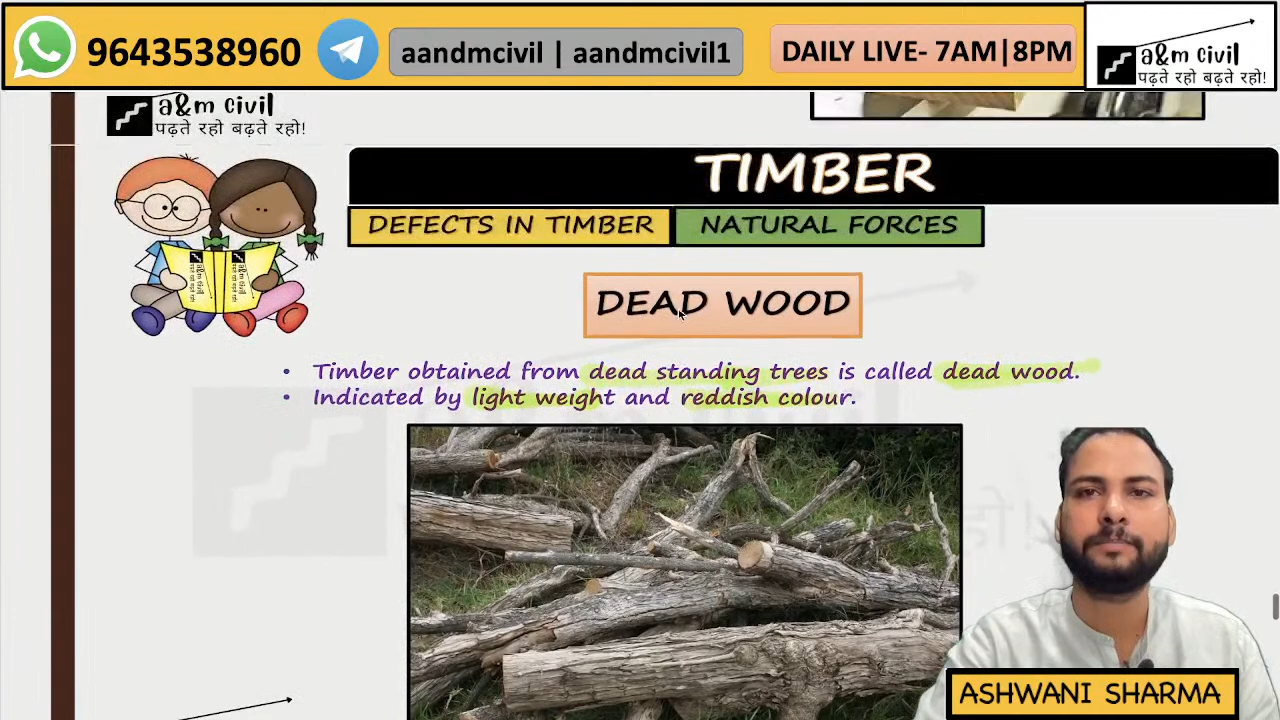 9643538960
aandmcivil | aandmcivil1
DAILY LIVE- 7AM|8PM
a&m civil
पढ़ते रहो बढ़ते रहो!
a&m civil
पढ़ते रहो बढ़ते रहो!
TIMBER
DEFECTS IN TIMBER
NATURAL FORCES
DEAD WOOD
• Timber obtained from dead standing trees is called dead wood.
• Indicated by light weight and reddish colour.
ASHWANI SHARMA